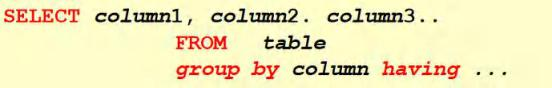 SELECT column1, column2. column3..
FROM table
group by column having ...